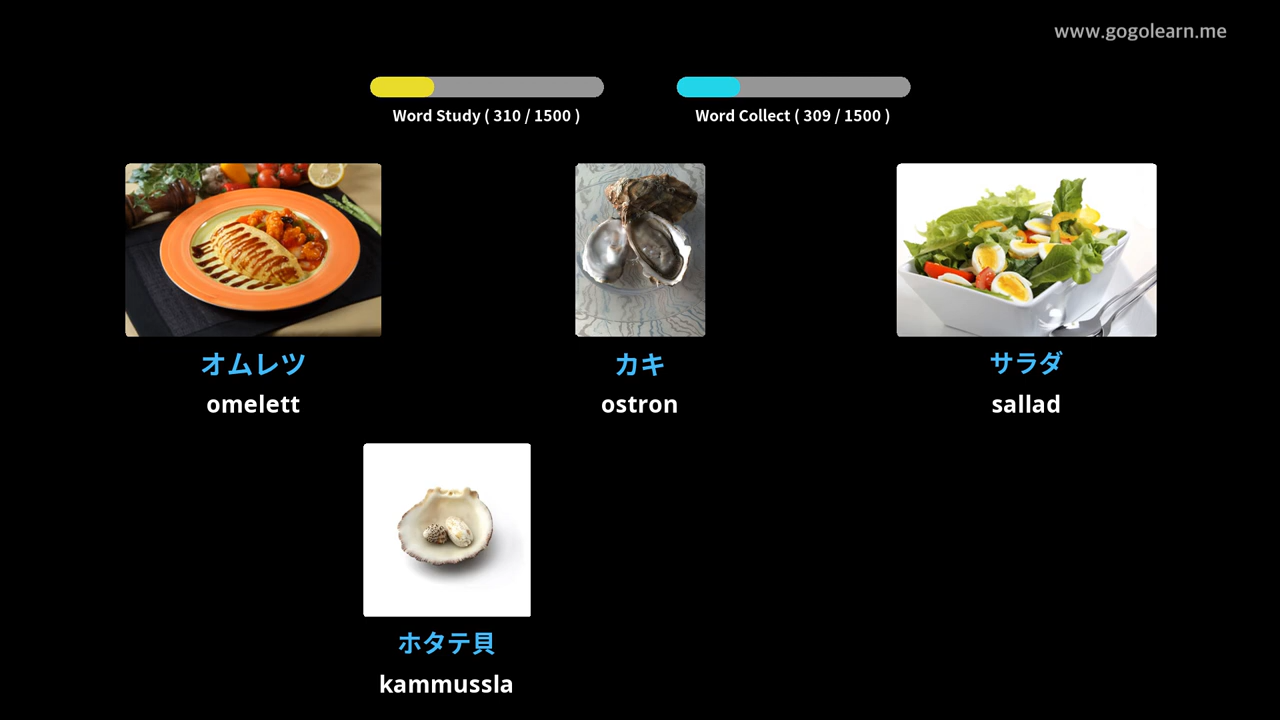 www.gogolearn.me
Word Study ( 310 / 1500 )
Word Collect ( 309 / 1500 )
オムレツ
omelett
カキ
ostron
サラダ
sallad
ホタテ貝
kammussla